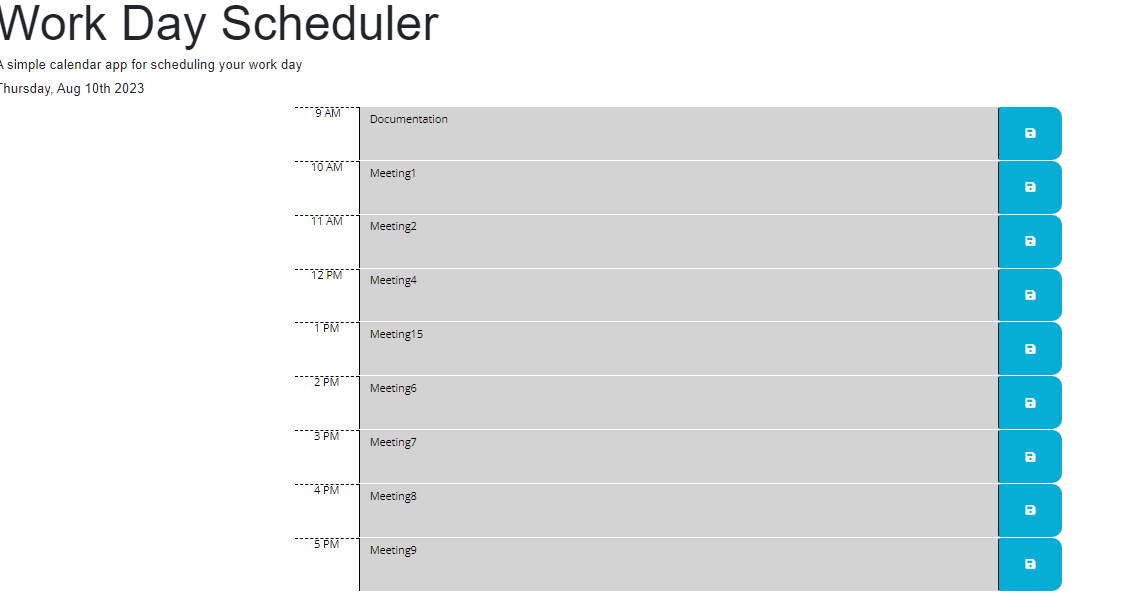 Work Day Scheduler
A simple calendar app for scheduling your work day
Thursday, Aug 10th 2023
9 AM Documentation
10 AM Meeting1
11 AM Meeting2
12 PM Meeting4
1 PM Meeting15
2 PM Meeting6
3 PM Meeting7
4 PM Meeting8
5 PM Meeting9